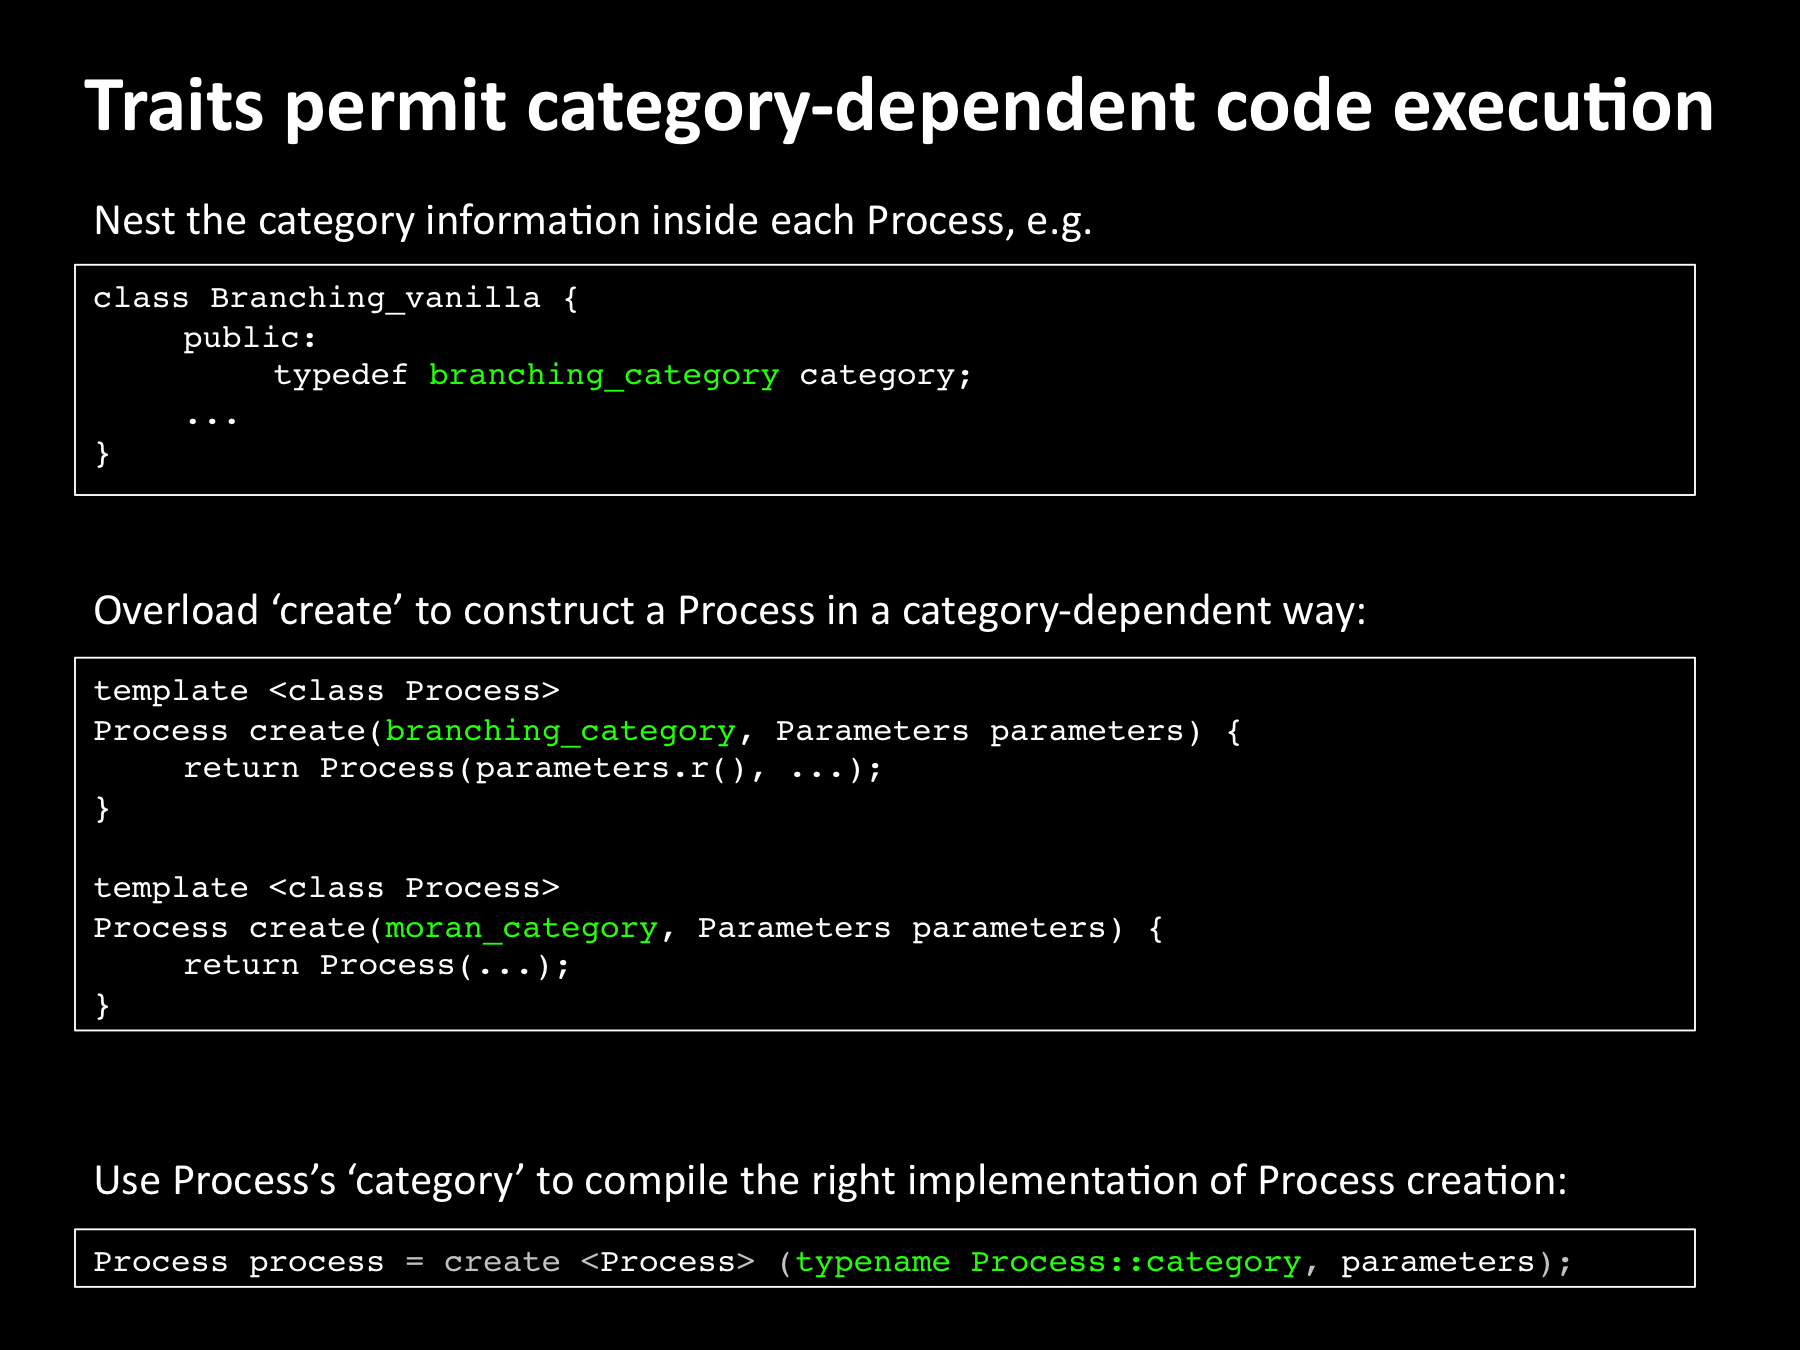 Traits permit category-dependent code execution
Nest the category information inside each Process, e.g.
class Branching_vanilla {
public:
typedef branching_category category;
...
}
Overload ‘create’ to construct a Process in a category-dependent way:
template <class Process>
Process create(branching_category, Parameters parameters) {
return Process(parameters.r(), ...);
}
template <class Process>
Process create(moran_category, Parameters parameters) {
return Process(...);
}
Use Process’s ‘category’ to compile the right implementation of Process creation:
Process process = create <Process> (typename Process::category, parameters);